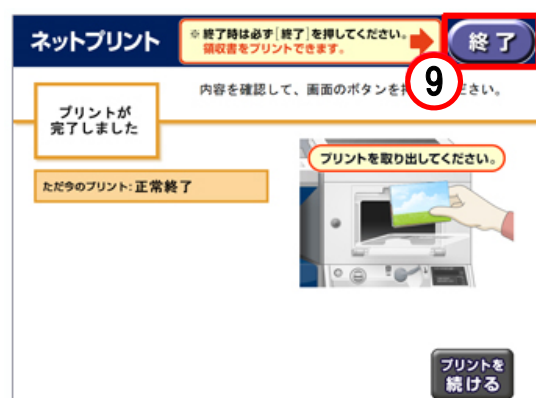 ネットプリント
※終了時は必ず[終了]を押してください。
領収書をプリントできます。
終了
9
内容を確認して、画面のボタンを押
ださい。
プリントが
完了しました
プリントを取り出してください。
ただ今のプリント:正常終了
プリントを
続ける